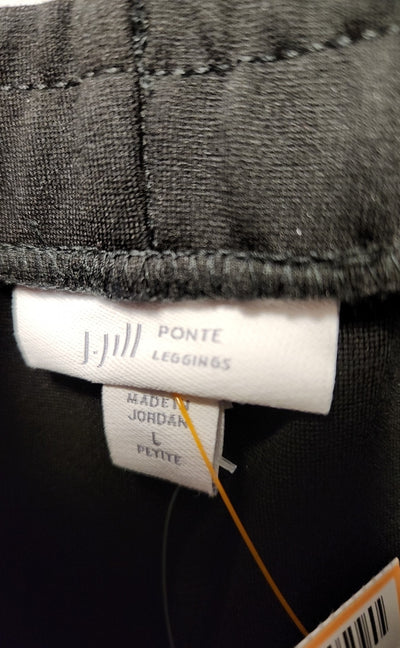 J.Jill PONTE
LEGGINGS
MADE IN
JORDAN
L
PETITE